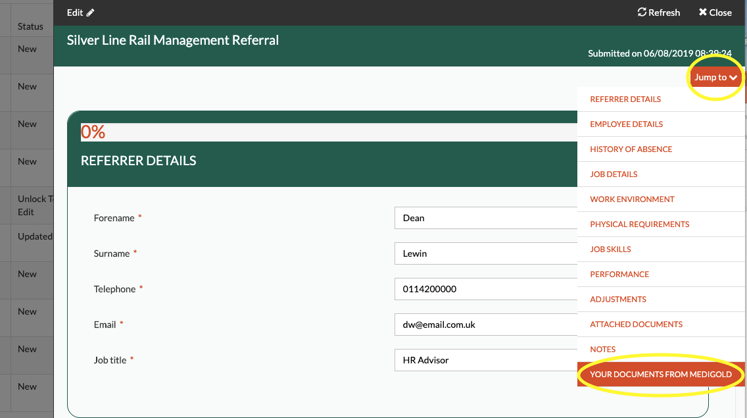 Edit
Refresh
Close
Status
Silver Line Rail Management Referral
Submitted on 06/08/2019 08:39:24
New
Jump to
New
REFERRER DETAILS
EMPLOYEE DETAILS
New
0%
HISTORY OF ABSENCE
New
REFERRER DETAILS
JOB DETAILS
Unlock To
Edit
WORK ENVIRONMENT
Forename *
Dean
PHYSICAL REQUIREMENTS
Updated
JOB SKILLS
Surname *
Lewin
New
PERFORMANCE
Telephone *
0114200000
ADJUSTMENTS
New
Email *
dw@email.com.uk
ATTACHED DOCUMENTS
New
NOTES
Job title *
HR Advisor
YOUR DOCUMENTS FROM MEDIGOLD
New